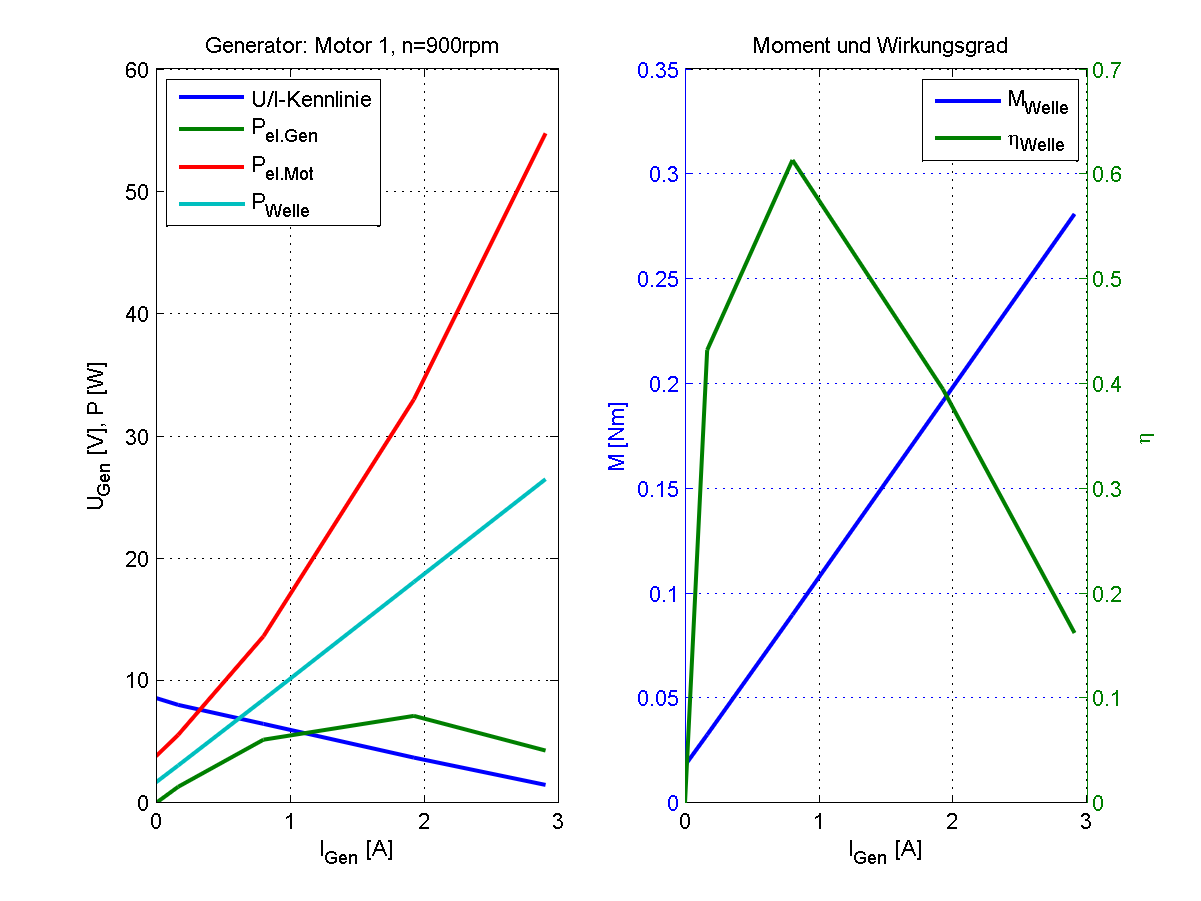 Generator: Motor 1, n=900rpm
60
50
40
30
20
10
0
U_Gen [V], P [W]
U/I-Kennlinie
P_el.Gen
P_el.Mot
P_Welle
0 1 2 3
I_Gen [A]
Moment und Wirkungsgrad
0.35
0.3
0.25
0.2
0.15
0.1
0.05
0
M [Nm]
M_Welle
η_Welle
0.7
0.6
0.5
0.4
0.3
0.2
0.1
0
η
0 1 2 3
I_Gen [A]